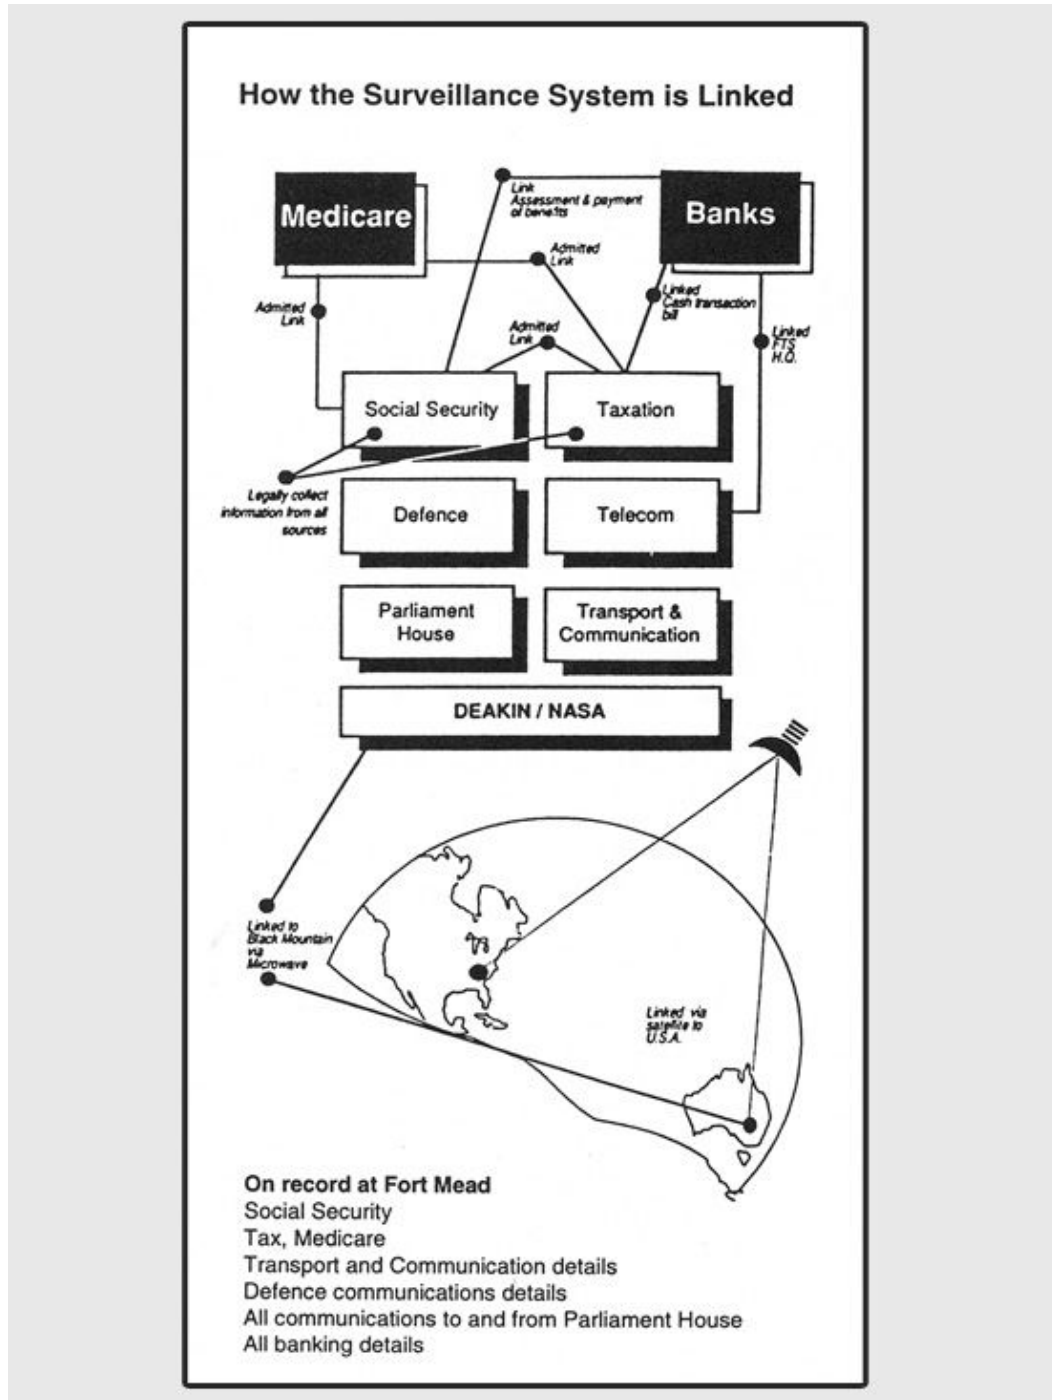 How the Surveillance System is Linked
Medicare
Link
Assessment & payment
of benefits
Banks
Admitted
Link
Admitted
Link
Linked
Cash transaction
bill
Admitted
Link
Linked
FTS
H.Q.
Social Security
Taxation
Legally collect
information from all
sources
Defence
Telecom
Parliament
House
Transport &
Communication
DEAKIN / NASA
Linked to
Black Mountain
via
Microwave
Linked via
satellite to
U.S.A.
On record at Fort Mead
Social Security
Tax, Medicare
Transport and Communication details
Defence communications details
All communications to and from Parliament House
All banking details